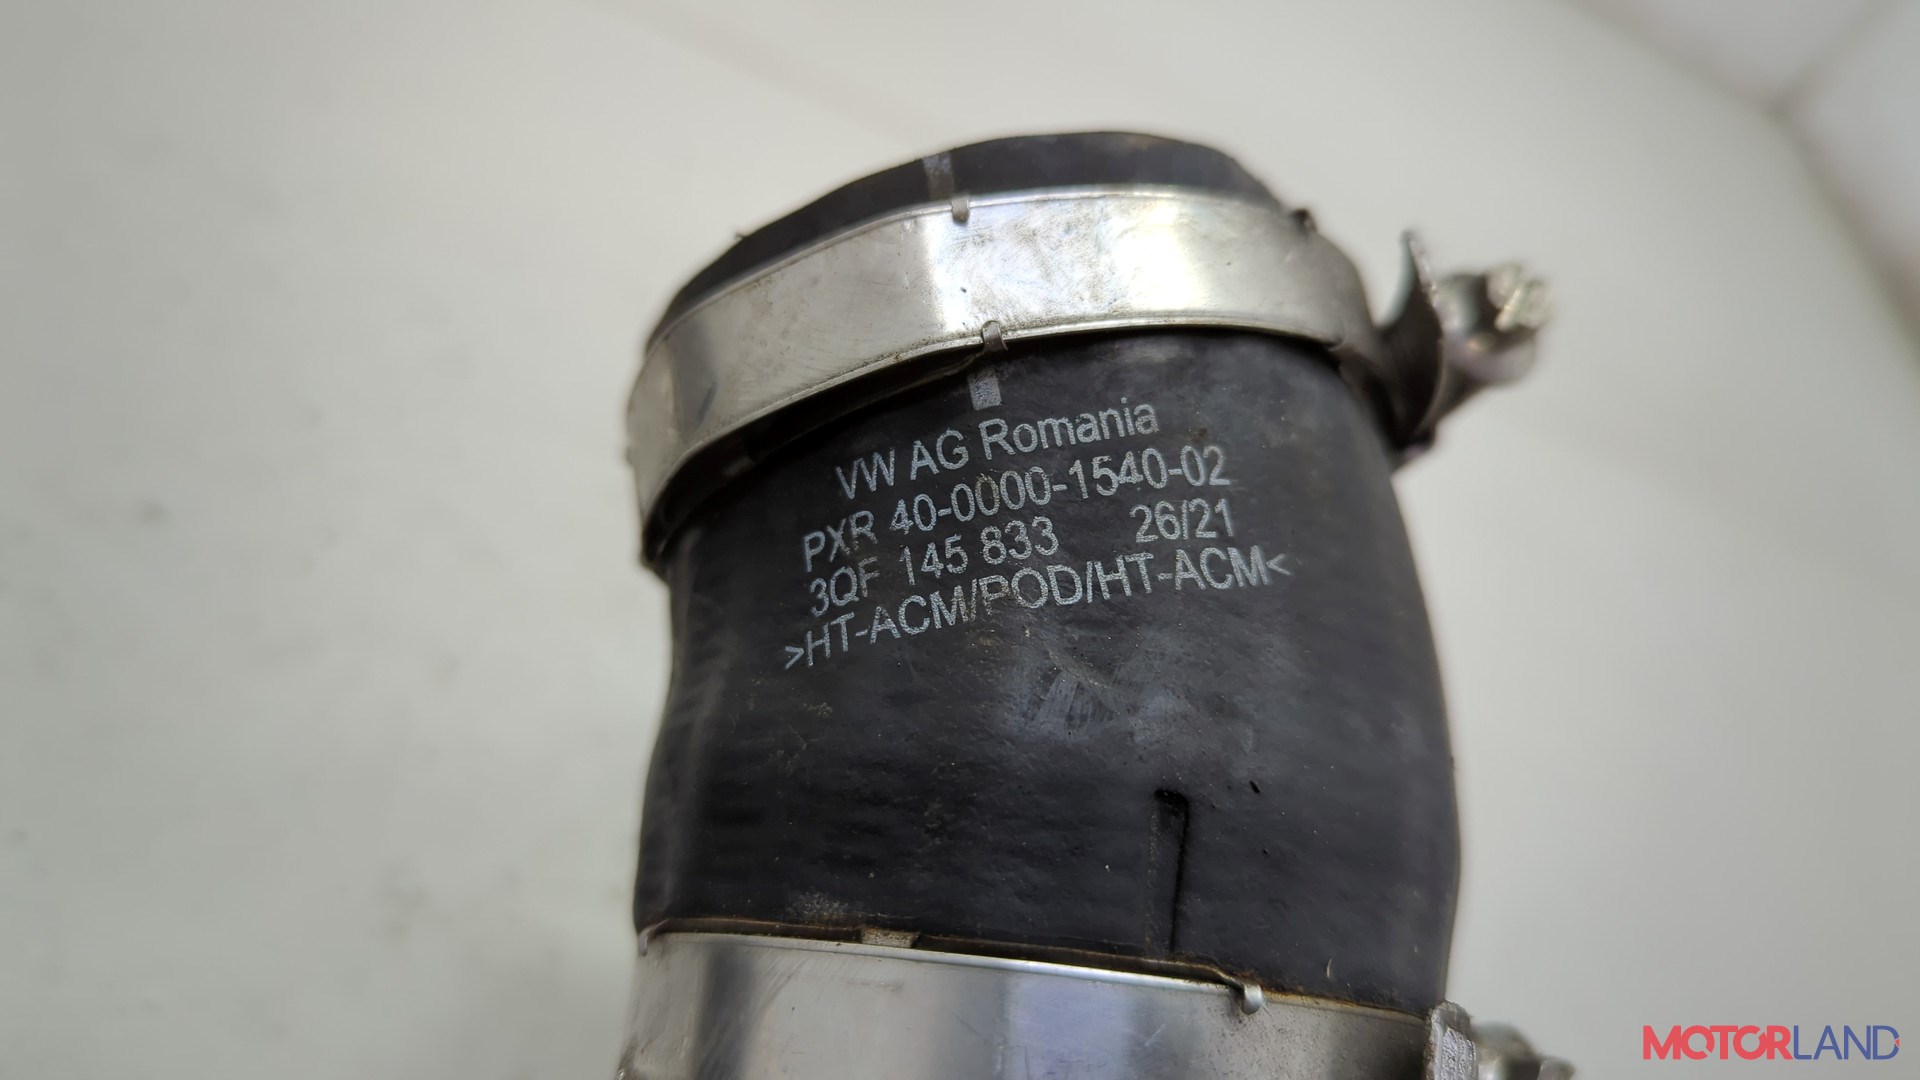 VW AG Romania
PXR 40-0000-1540-02
3QF 145 833 26/21
>HT-ACM/POD/HT-ACM<
MOTORLAND